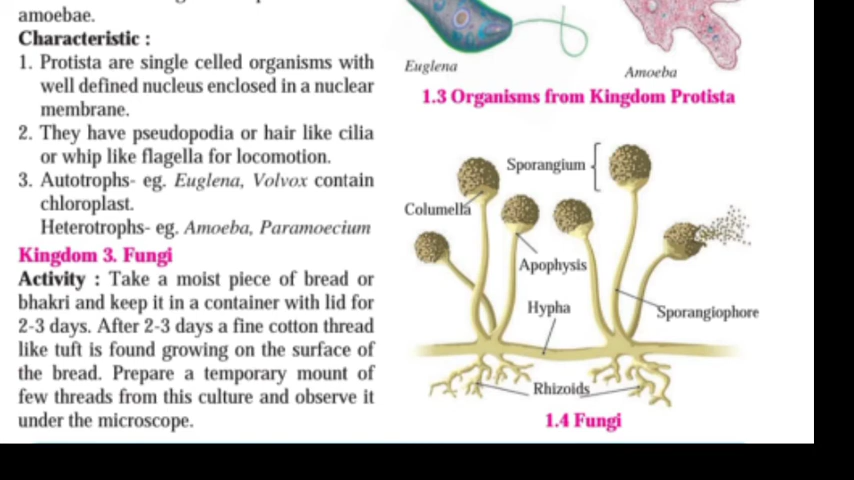 amoebae.
Characteristic :
1. Protista are single celled organisms with
well defined nucleus enclosed in a nuclear
membrane.
2. They have pseudopodia or hair like cilia
or whip like flagella for locomotion.
3. Autotrophs- eg. Euglena, Volvox contain
chloroplast.
Heterotrophs- eg. Amoeba, Paramoecium
Kingdom 3. Fungi
Activity : Take a moist piece of bread or
bhakri and keep it in a container with lid for
2-3 days. After 2-3 days a fine cotton thread
like tuft is found growing on the surface of
the bread. Prepare a temporary mount of
few threads from this culture and observe it
under the microscope.
Euglena
Amoeba
1.3 Organisms from Kingdom Protista
Sporangium
Columella
Apophysis
Hypha
Sporangiophore
Rhizoids
1.4 Fungi